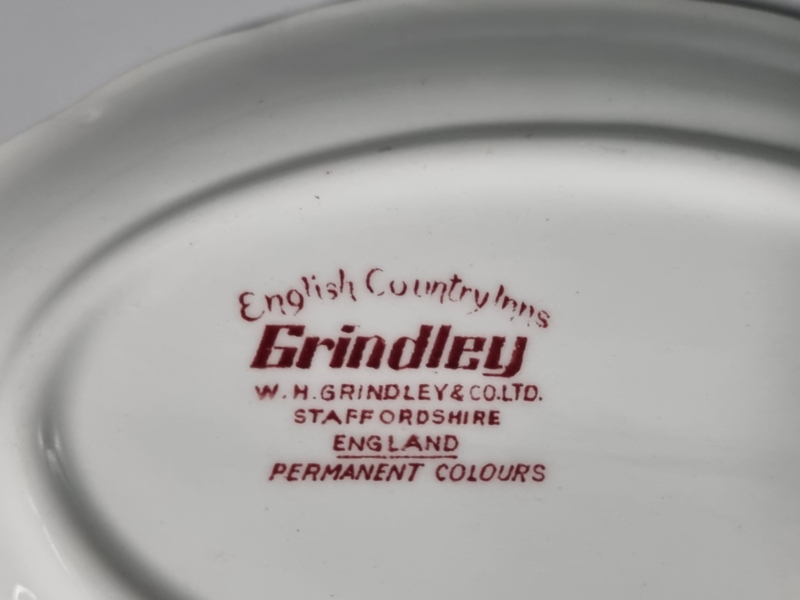 English Country Inns
Grindley
W.H.GRINDLEY&CO.LTD.
STAFFORDSHIRE
ENGLAND
PERMANENT COLOURS